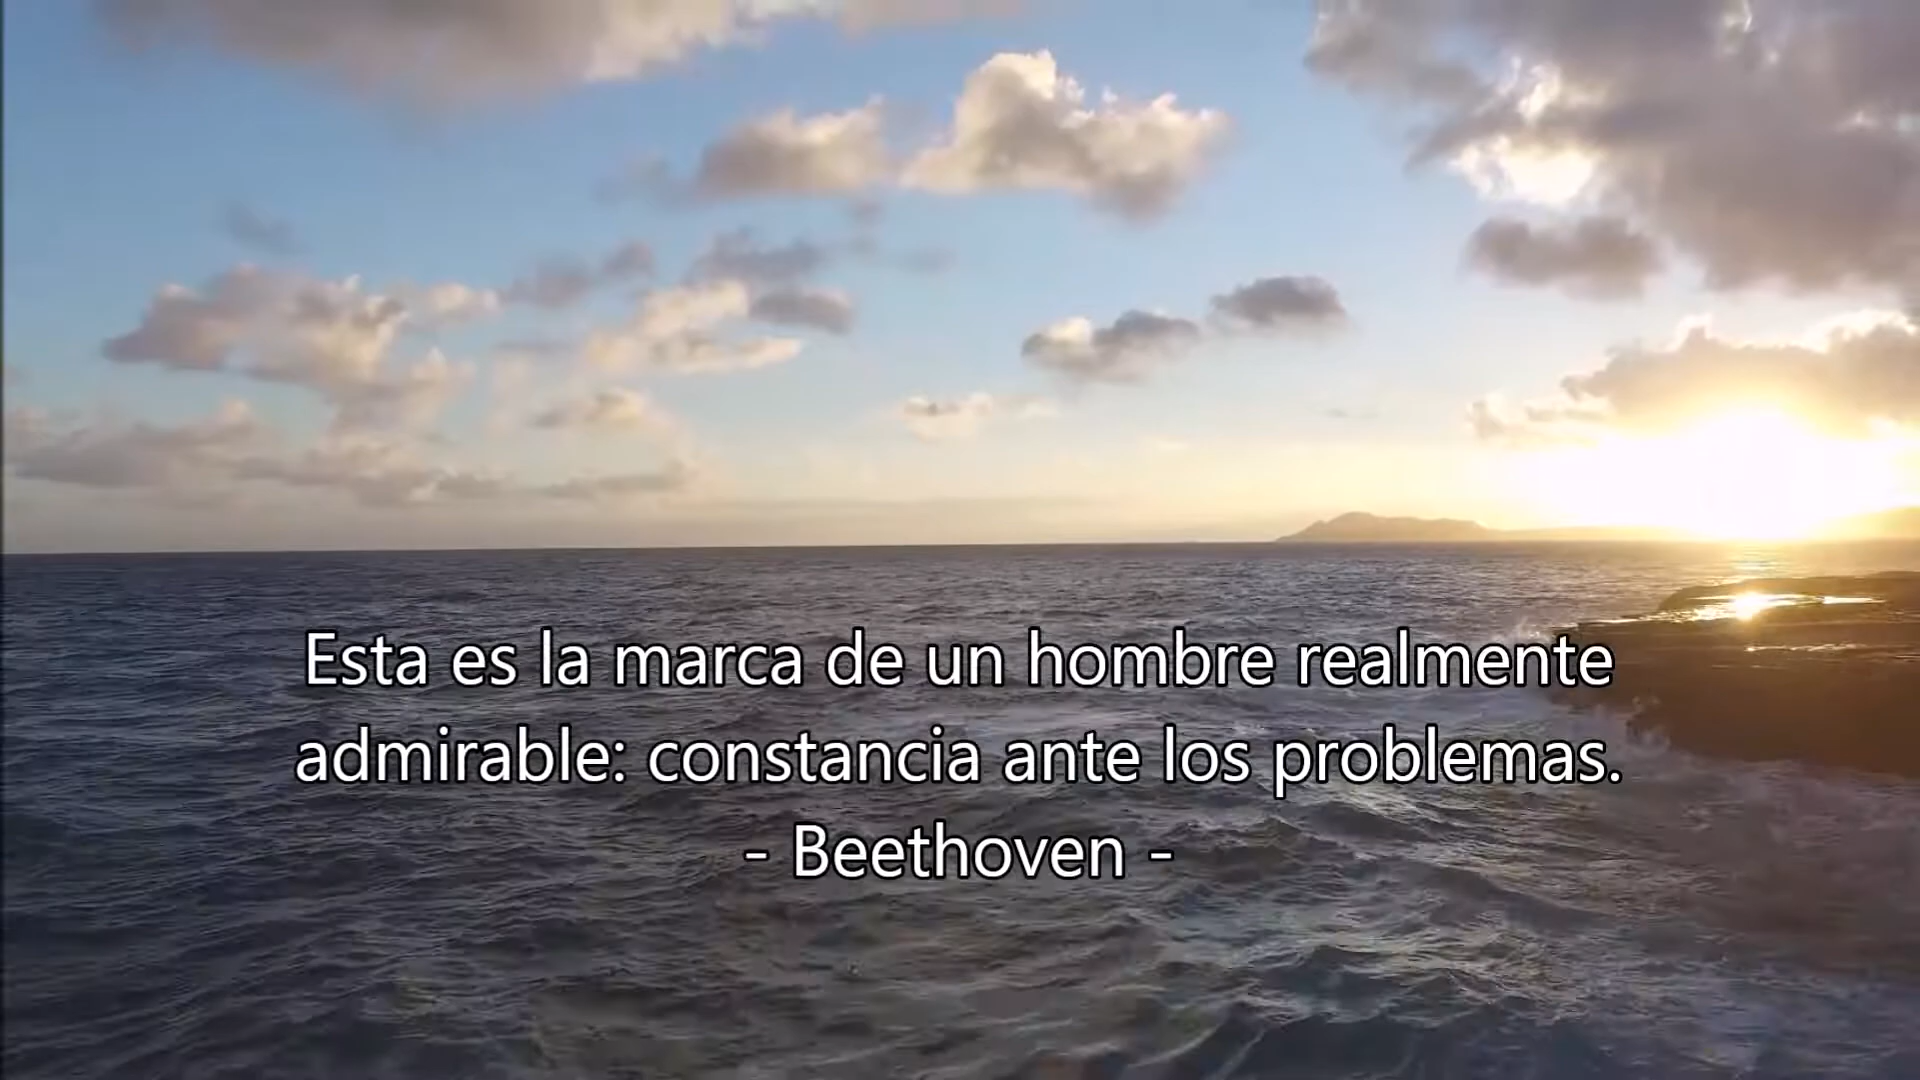 Esta es la marca de un hombre realmente
admirable: constancia ante los problemas.
- Beethoven -